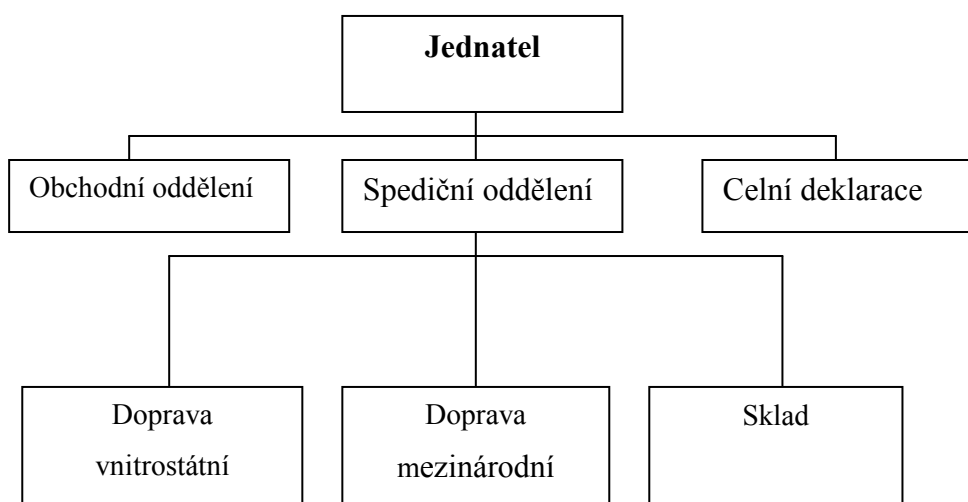 Jednatel
Obchodní oddělení
Spediční oddělení
Celní deklarace
Doprava
vnitrostátní
Doprava
mezinárodní
Sklad